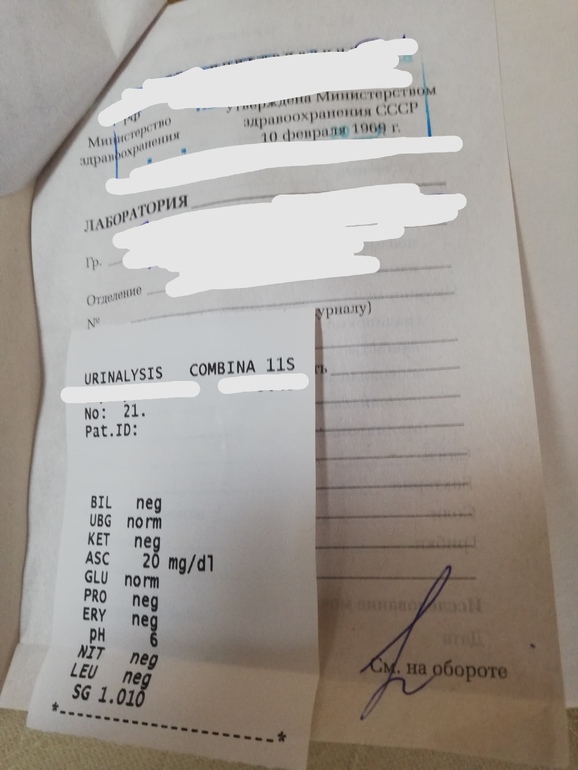 РФ
Утверждена Министерством
Министерство
здравоохранения СССР
здравоохранения
10 февраля 1969 г.
ЛАБОРАТОРИЯ
Гр.
Отделение
№
URINALYSIS COMBINA 11S
No: 21.
Pat.ID:
BIL neg
UBG norm
KET neg
ASC 20 mg/dl
GLU norm
PRO neg
ERY neg
pH 6
NIT neg
LEU neg
SG 1.010
*--------------------*
См. на обороте